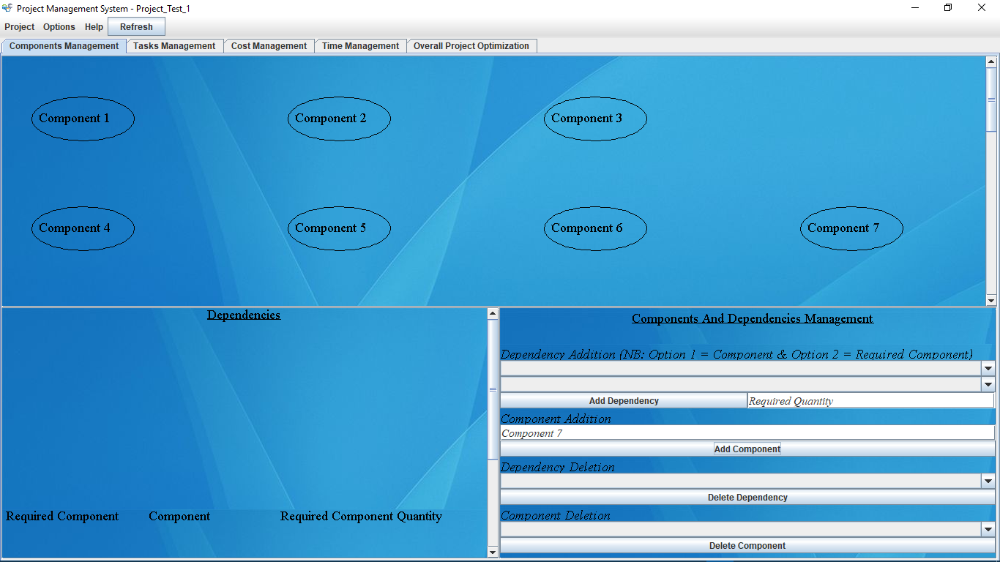 Project Management System - Project_Test_1
Project Options Help Refresh
Components Management Tasks Management Cost Management Time Management Overall Project Optimization
Component 1 Component 2 Component 3
Component 4 Component 5 Component 6 Component 7
Dependencies
Required Component Component Required Component Quantity
Components And Dependencies Management
Dependency Addition (NB: Option 1 = Component & Option 2 = Required Component)
Add Dependency Required Quantity
Component Addition
Component 7
Add Component
Dependency Deletion
Delete Dependency
Component Deletion
Delete Component